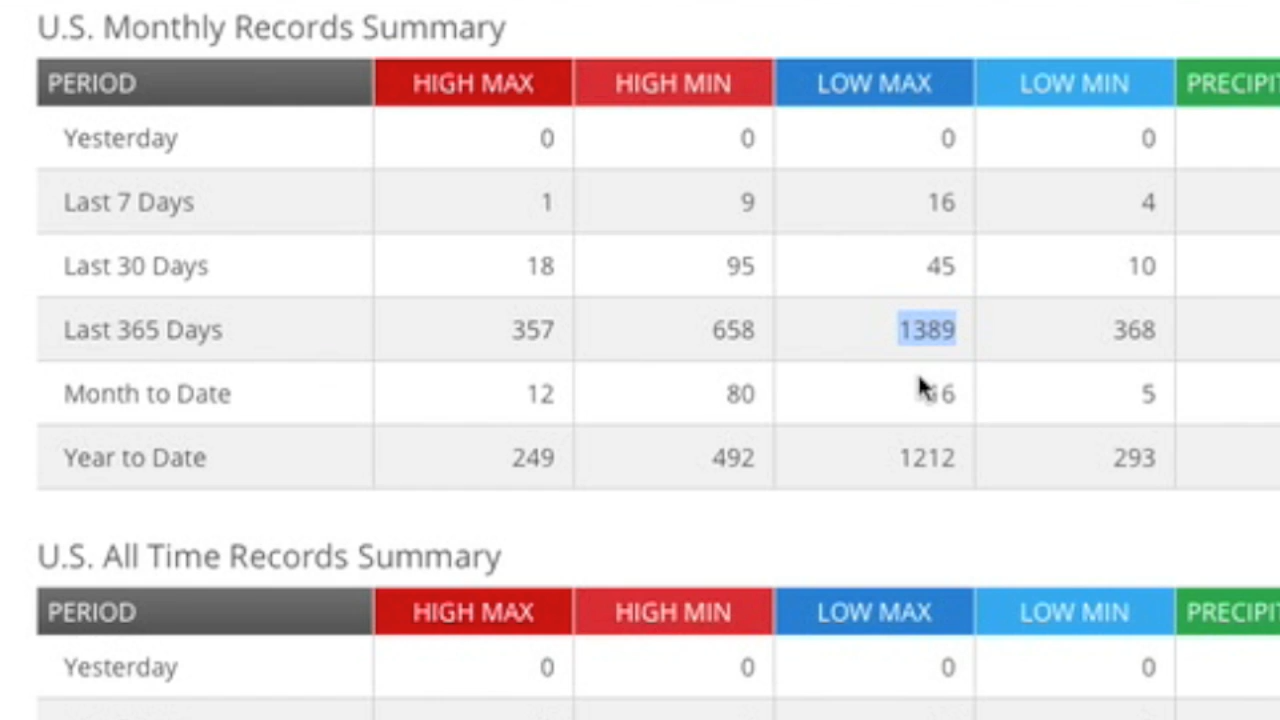 U.S. Monthly Records Summary
PERIOD HIGH MAX HIGH MIN LOW MAX LOW MIN PRECIPIT
Yesterday 0 0 0 0
Last 7 Days 1 9 16 4
Last 30 Days 18 95 45 10
Last 365 Days 357 658 1389 368
Month to Date 12 80 16 5
Year to Date 249 492 1212 293
U.S. All Time Records Summary
PERIOD HIGH MAX HIGH MIN LOW MAX LOW MIN PRECIPIT
Yesterday 0 0 0 0